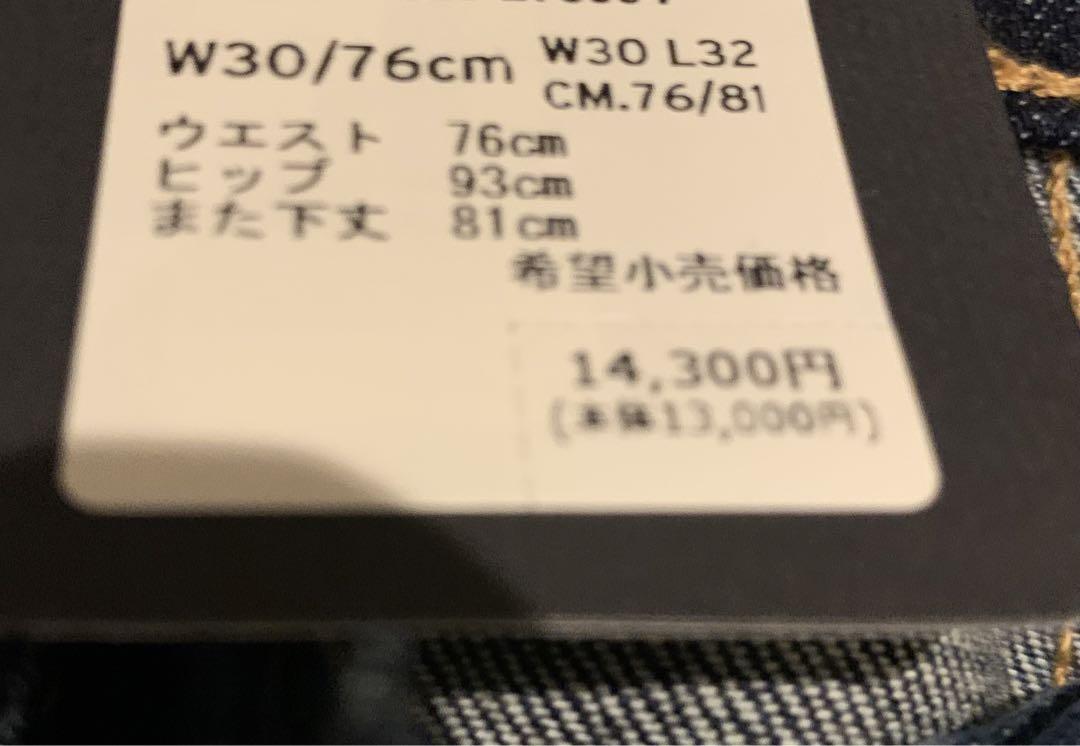 W30/76cm
W30 L32
CM.76/81
ウエスト 76cm
ヒップ 93cm
また下丈 81cm
希望小売価格
14,300円
(本体13,000円)